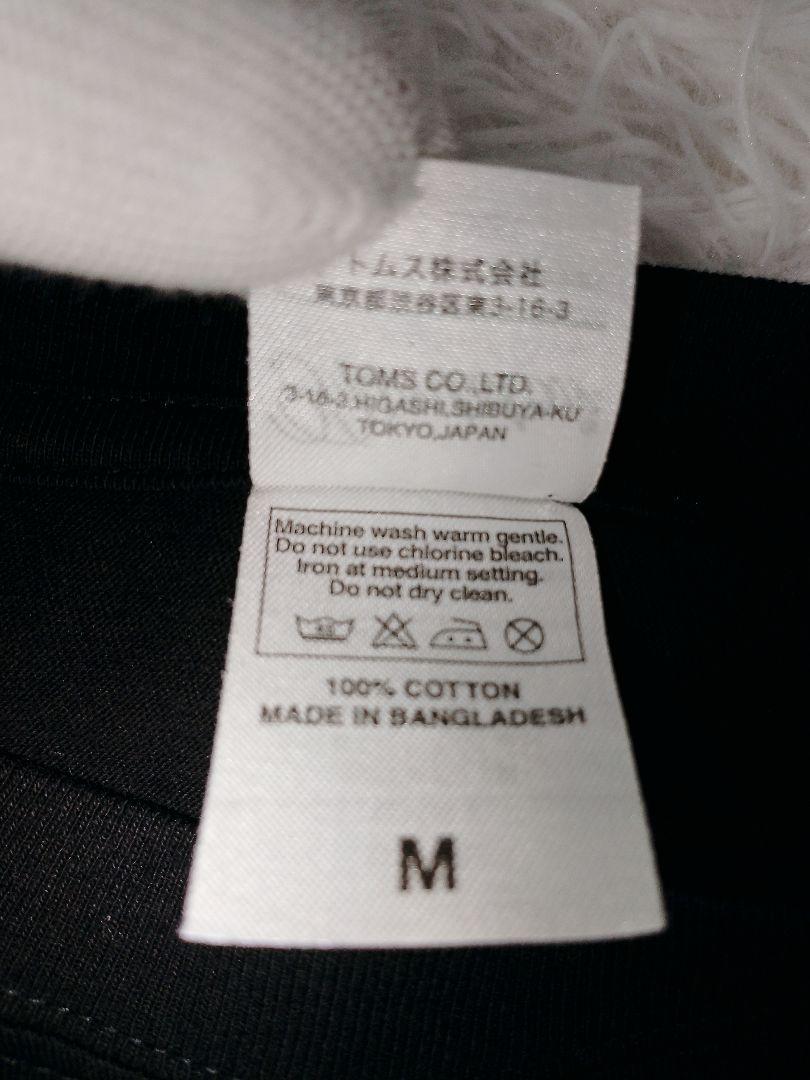 トムス株式会社
東京都渋谷区東3-16-3
TOMS CO.,LTD.
3-16-3,HIGASHI,SHIBUYA-KU
TOKYO,JAPAN
Machine wash warm gentle.
Do not use chlorine bleach.
Iron at medium setting.
Do not dry clean.
40
100% COTTON
MADE IN BANGLADESH
M